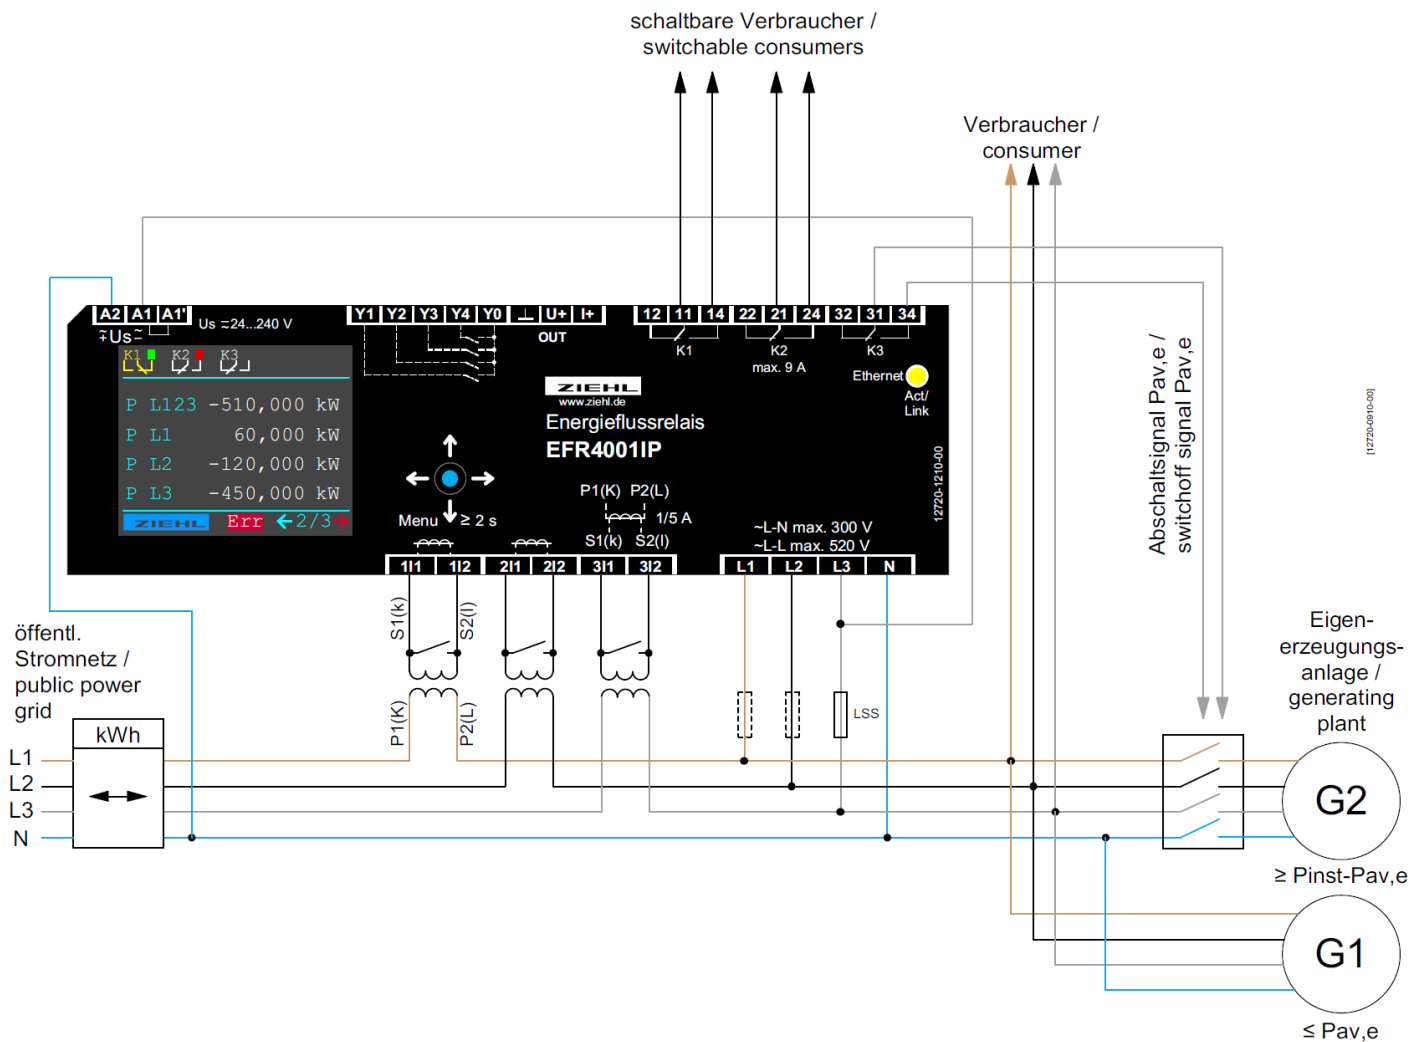 schaltbare Verbraucher /
switchable consumers
Verbraucher /
consumer
A2 A1 A1'
Us
Us ≂24...240 V
Y1 Y2 Y3 Y4 Y0 ⊥ U+ I+
OUT
12 11 14 22 21 24 32 31 34
K1
K2
K3
max. 9 A
K1 K2 K3
P L123 -510,000 kW
P L1 60,000 kW
P L2 -120,000 kW
P L3 -450,000 kW
ZIEHL Err ←2/3→
ZIEHL
www.ziehl.de
Energieflussrelais
EFR4001IP
Ethernet
Act/
Link
12720-1210-00
[12720-0910-00]
Menu ≥ 2 s
P1(K) P2(L)
1/5 A
S1(k) S2(l)
~L-N max. 300 V
~L-L max. 520 V
1I1 1I2 2I1 2I2 3I1 3I2
L1 L2 L3 N
S1(k)
S2(l)
P1(K)
P2(L)
LSS
Abschaltsignal Pav,e /
switchoff signal Pav,e
öffentl.
Stromnetz /
public power
grid
kWh
L1
L2
L3
N
Eigen-
erzeugungs-
anlage /
generating
plant
G2
≥ Pinst-Pav,e
G1
≤ Pav,e